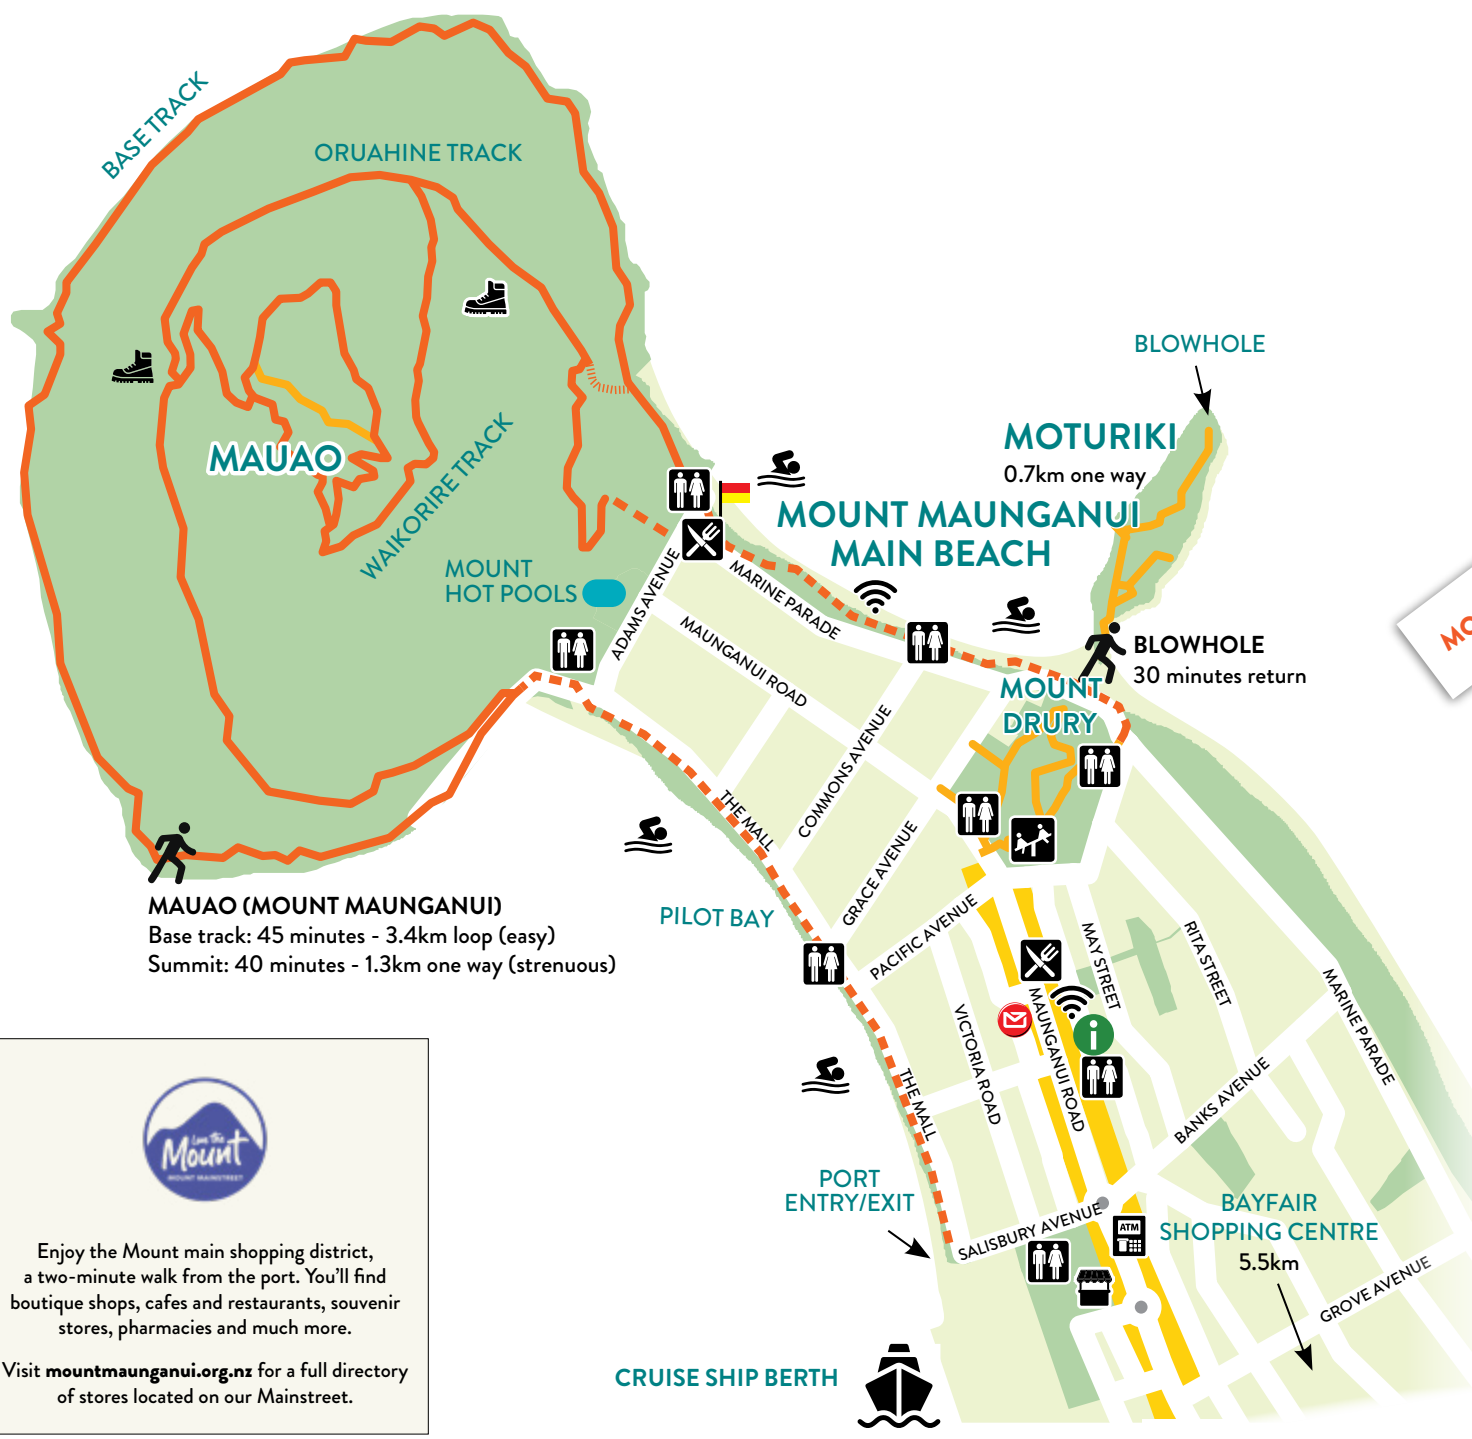 BASE TRACK
ORUAHINE TRACK
BLOWHOLE
MOTURIKI
0.7km one way
MAUAO
WAIKORIRE TRACK
MOUNT MAUNGANUI
MAIN BEACH
MOUNT
HOT POOLS
ADAMS AVENUE
MARINE PARADE
MAUNGANUI ROAD
BLOWHOLE
30 minutes return
MOUNT
DRURY
COMMONS AVENUE
THE MALL
GRACE AVENUE
PILOT BAY
PACIFIC AVENUE
MAUAO (MOUNT MAUNGANUI)
Base track: 45 minutes - 3.4km loop (easy)
Summit: 40 minutes - 1.3km one way (strenuous)
MAY STREET
RITA STREET
MARINE PARADE
VICTORIA ROAD
MAUNGANUI ROAD
i
THE MALL
BANKS AVENUE
PORT
ENTRY/EXIT
SALISBURY AVENUE
ATM
BAYFAIR
SHOPPING CENTRE
5.5km
GROVE AVENUE
CRUISE SHIP BERTH
MO
Love the
Mount
MOUNT MAINSTREET
Enjoy the Mount main shopping district,
a two-minute walk from the port. You'll find
boutique shops, cafes and restaurants, souvenir
stores, pharmacies and much more.
Visit mountmaunganui.org.nz for a full directory
of stores located on our Mainstreet.